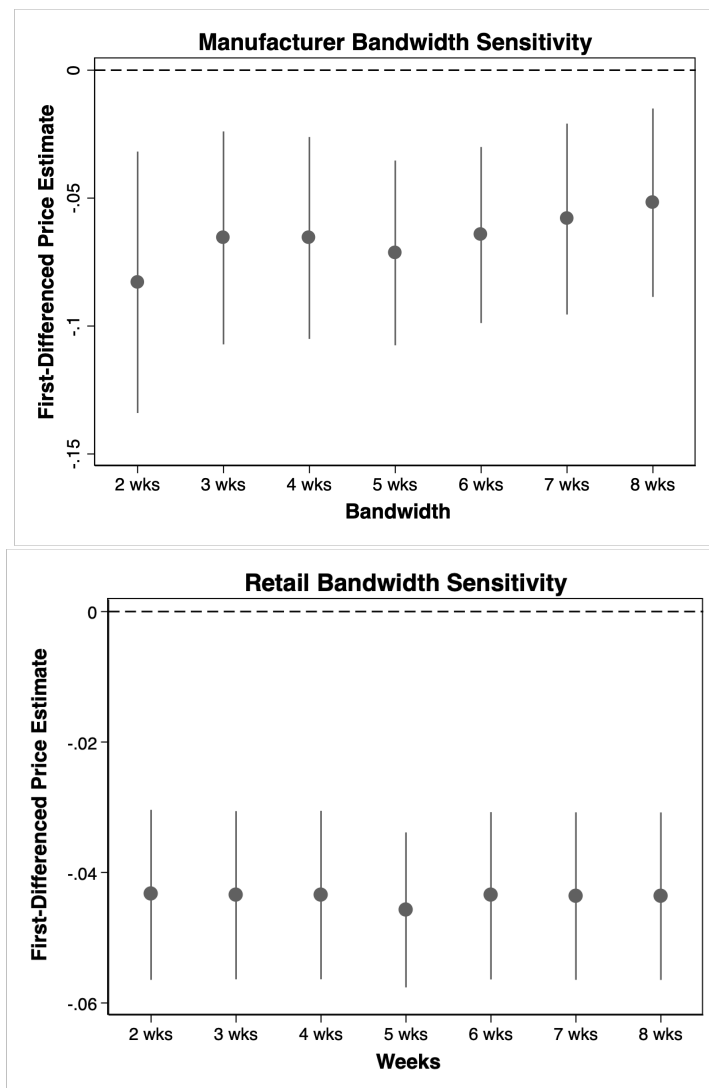 Manufacturer Bandwidth Sensitivity
First-Differenced Price Estimate
0
-.05
-.1
-.15
2 wks 3 wks 4 wks 5 wks 6 wks 7 wks 8 wks
Bandwidth
Retail Bandwidth Sensitivity
First-Differenced Price Estimate
0
-.02
-.04
-.06
2 wks 3 wks 4 wks 5 wks 6 wks 7 wks 8 wks
Weeks